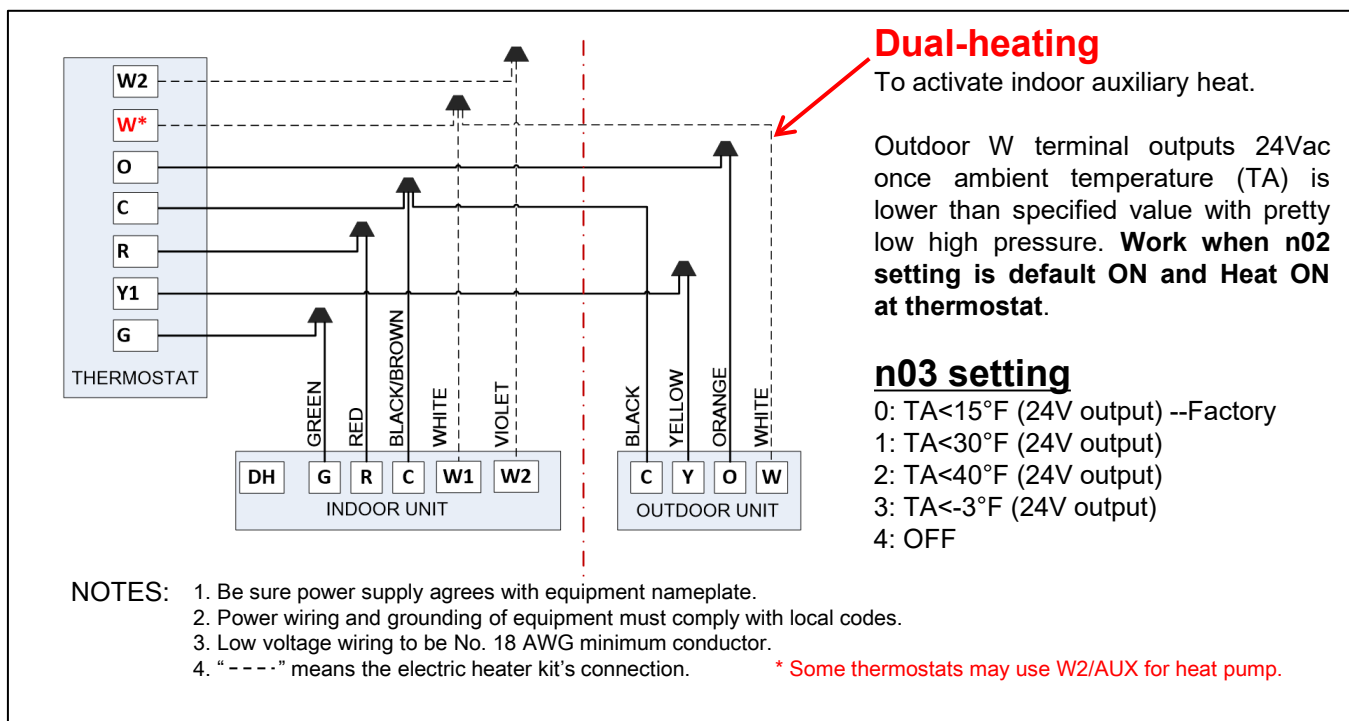 W2
W*
O
C
R
Y1
G
THERMOSTAT
GREEN
RED
BLACK/BROWN
WHITE
VIOLET
BLACK
YELLOW
ORANGE
WHITE
DH
G
R
C
W1
W2
INDOOR UNIT
C
Y
O
W
OUTDOOR UNIT
Dual-heating
To activate indoor auxiliary heat.
Outdoor W terminal outputs 24Vac
once ambient temperature (TA) is
lower than specified value with pretty
low high pressure. Work when n02
setting is default ON and Heat ON
at thermostat.
n03 setting
0: TA<15°F (24V output) --Factory
1: TA<30°F (24V output)
2: TA<40°F (24V output)
3: TA<-3°F (24V output)
4: OFF
NOTES: 1. Be sure power supply agrees with equipment nameplate.
2. Power wiring and grounding of equipment must comply with local codes.
3. Low voltage wiring to be No. 18 AWG minimum conductor.
4. “ ---- ” means the electric heater kit’s connection. * Some thermostats may use W2/AUX for heat pump.